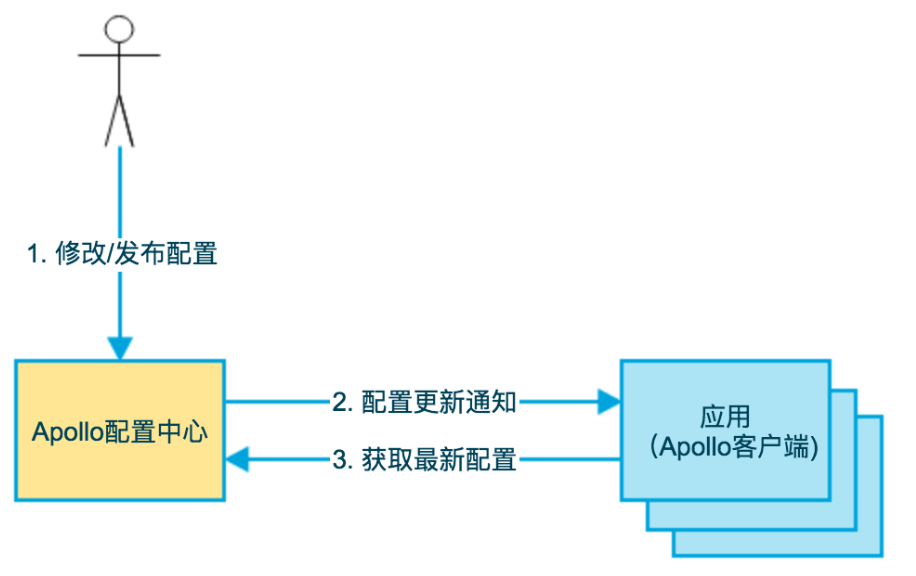 1. 修改/发布配置
Apollo配置中心
2. 配置更新通知
3. 获取最新配置
应用
（Apollo客户端)